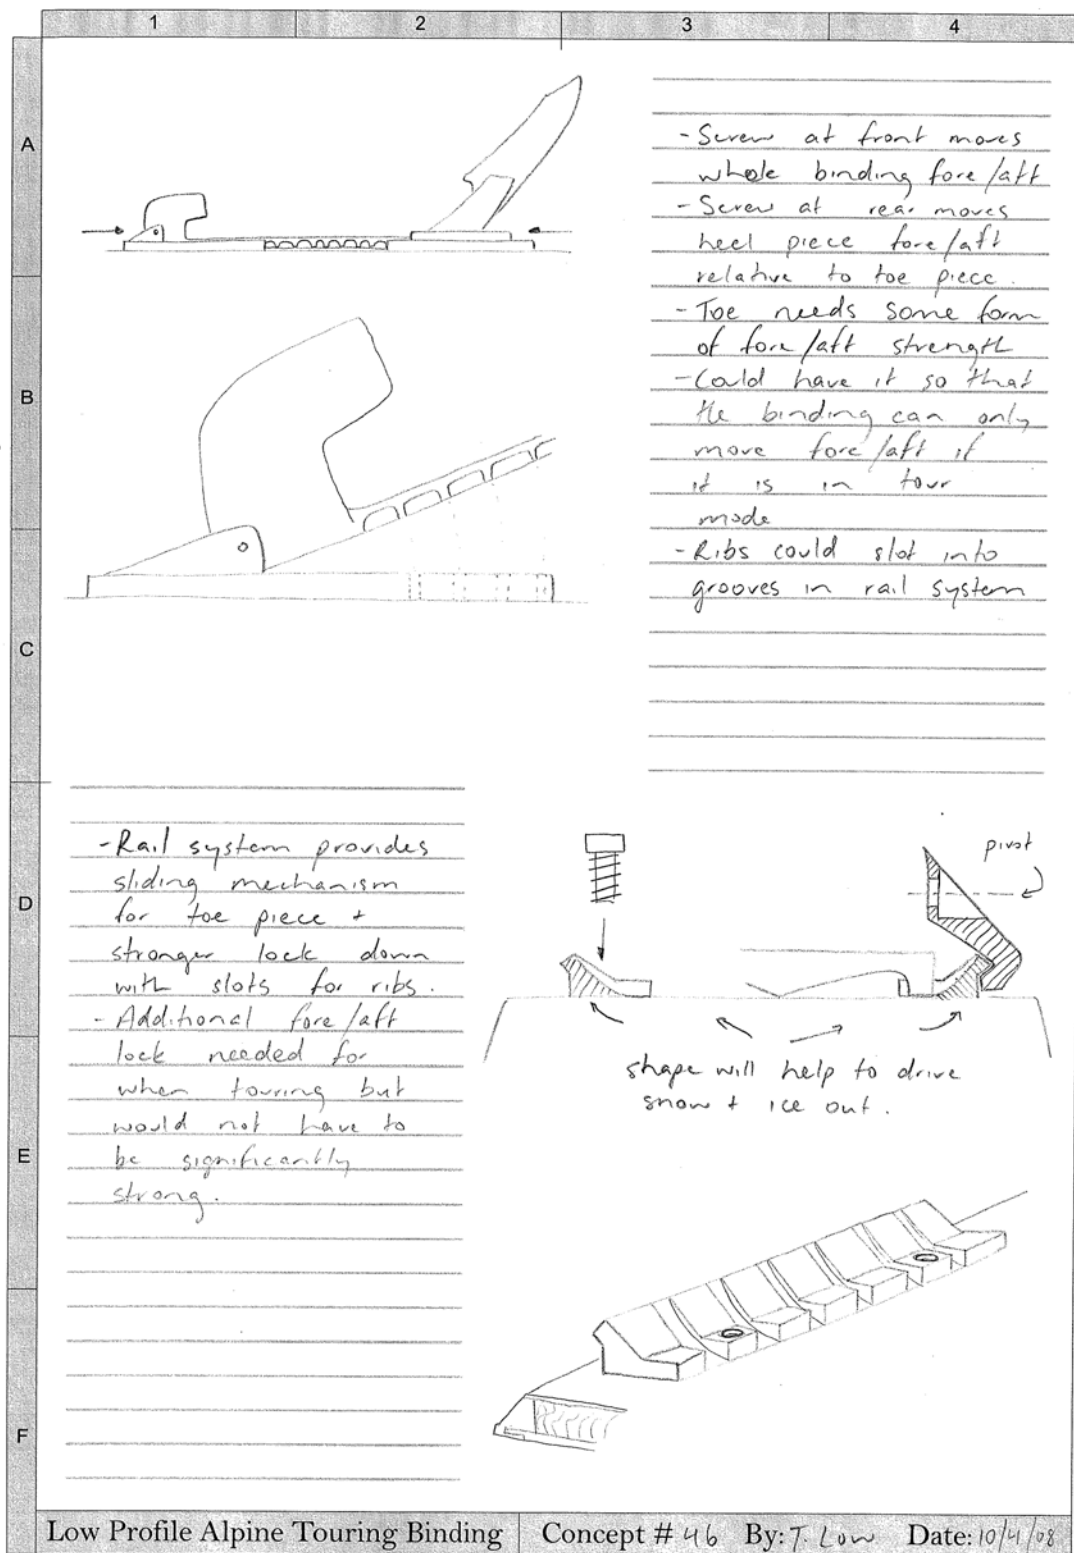 1 2 3 4
A
B
C
D
E
F
- Screw at front moves
whole binding fore/aft
- Screw at rear moves
heel piece fore/aft
relative to toe piece.
- Toe needs some form
of fore/aft strength
- Could have it so that
the binding can only
move fore/aft if
it is in tour
mode
- Ribs could slot into
grooves in rail system
- Rail system provides
sliding mechanism
for toe piece +
stronger lock down
with slots for ribs.
- Additional fore/aft
lock needed for
when touring but
would not have to
be significantly
strong.
pivot
shape will help to drive
snow + ice out.
Low Profile Alpine Touring Binding Concept # 46 By: T. Low Date: 10/4/08